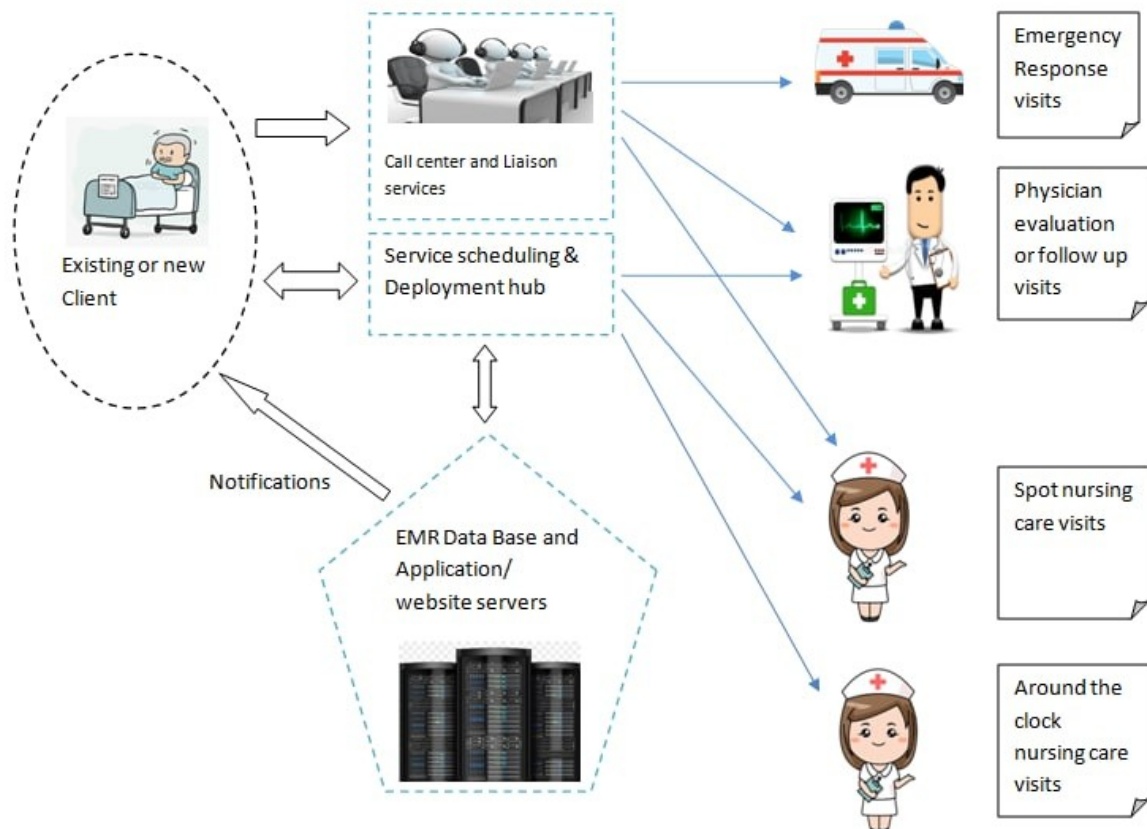 Existing or new
Client
Call center and Liaison
services
Service scheduling &
Deployment hub
Notifications
EMR Data Base and
Application/
website servers
Emergency
Response
visits
Physician
evaluation
or follow up
visits
Spot nursing
care visits
Around the
clock
nursing care
visits